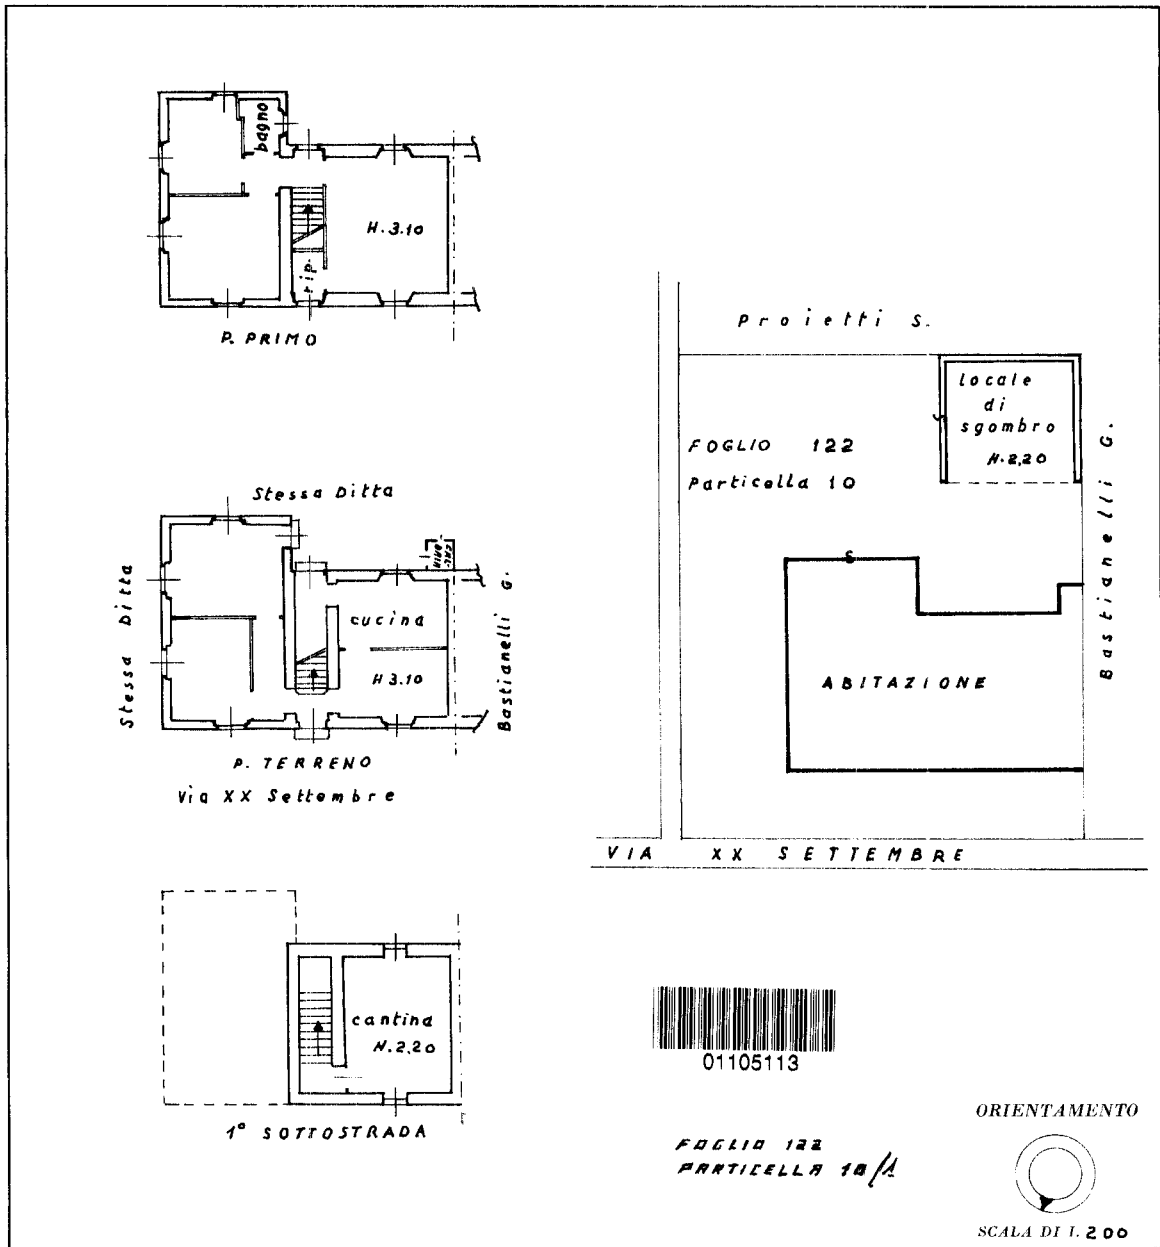 bagno
H. 3.10
rip.
P. PRIMO
Stessa Ditta
Stessa Ditta
cucina
H 3.10
Bastianelli G.
P. TERRENO
Via XX Settembre
cantina
H. 2,20
1° SOTTOSTRADA
Proietti S.
locale
di
sgombro
H. 2,20
FOGLIO 122
Particella 10
Bastianelli G.
ABITAZIONE
VIA XX SETTEMBRE
01105113
FOGLIO 122
PARTICELLA 10/1
ORIENTAMENTO
SCALA DI 1. 200